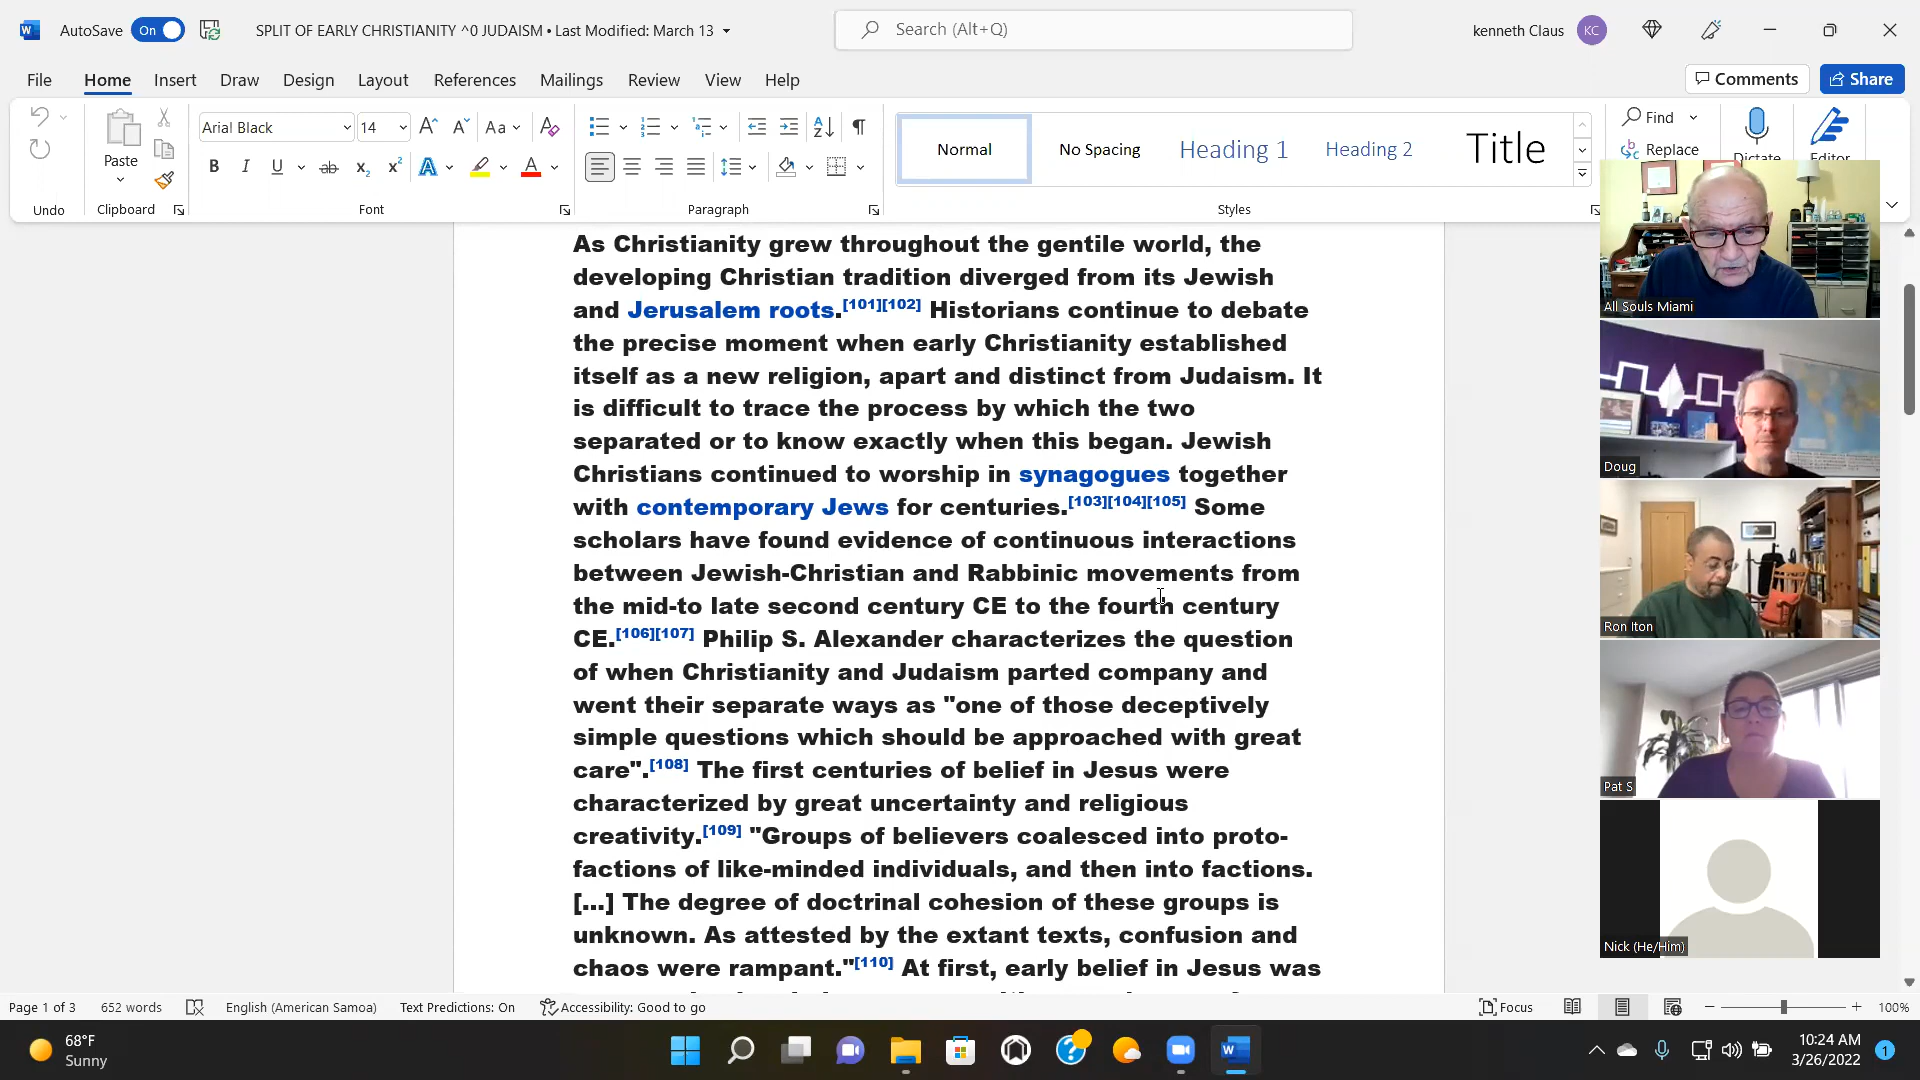 AutoSave On SPLIT OF EARLY CHRISTIANITY ^0 JUDAISM • Last Modified: March 13 Search (Alt+Q) kenneth Claus KC
File Home Insert Draw Design Layout References Mailings Review View Help Comments Share
Arial Black 14 Aa Normal No Spacing Heading 1 Heading 2 Title Find
Paste B I U ab x2 x2 A A Replace Dictate Editor
Undo Clipboard Font Paragraph Styles
As Christianity grew throughout the gentile world, the
developing Christian tradition diverged from its Jewish
and Jerusalem roots.[101][102] Historians continue to debate
the precise moment when early Christianity established
itself as a new religion, apart and distinct from Judaism. It
is difficult to trace the process by which the two
separated or to know exactly when this began. Jewish
Christians continued to worship in synagogues together
with contemporary Jews for centuries.[103][104][105] Some
scholars have found evidence of continuous interactions
between Jewish-Christian and Rabbinic movements from
the mid-to late second century CE to the fourth century
CE.[106][107] Philip S. Alexander characterizes the question
of when Christianity and Judaism parted company and
went their separate ways as "one of those deceptively
simple questions which should be approached with great
care".[108] The first centuries of belief in Jesus were
characterized by great uncertainty and religious
creativity.[109] "Groups of believers coalesced into proto-
factions of like-minded individuals, and then into factions.
[...] The degree of doctrinal cohesion of these groups is
unknown. As attested by the extant texts, confusion and
chaos were rampant."[110] At first, early belief in Jesus was
All Souls Miami
Doug
Ron Iton
Pat S
Nick (He/Him)
Page 1 of 3 652 words English (American Samoa) Text Predictions: On Accessibility: Good to go Focus 100%
68°F
Sunny
10:24 AM
3/26/2022 1